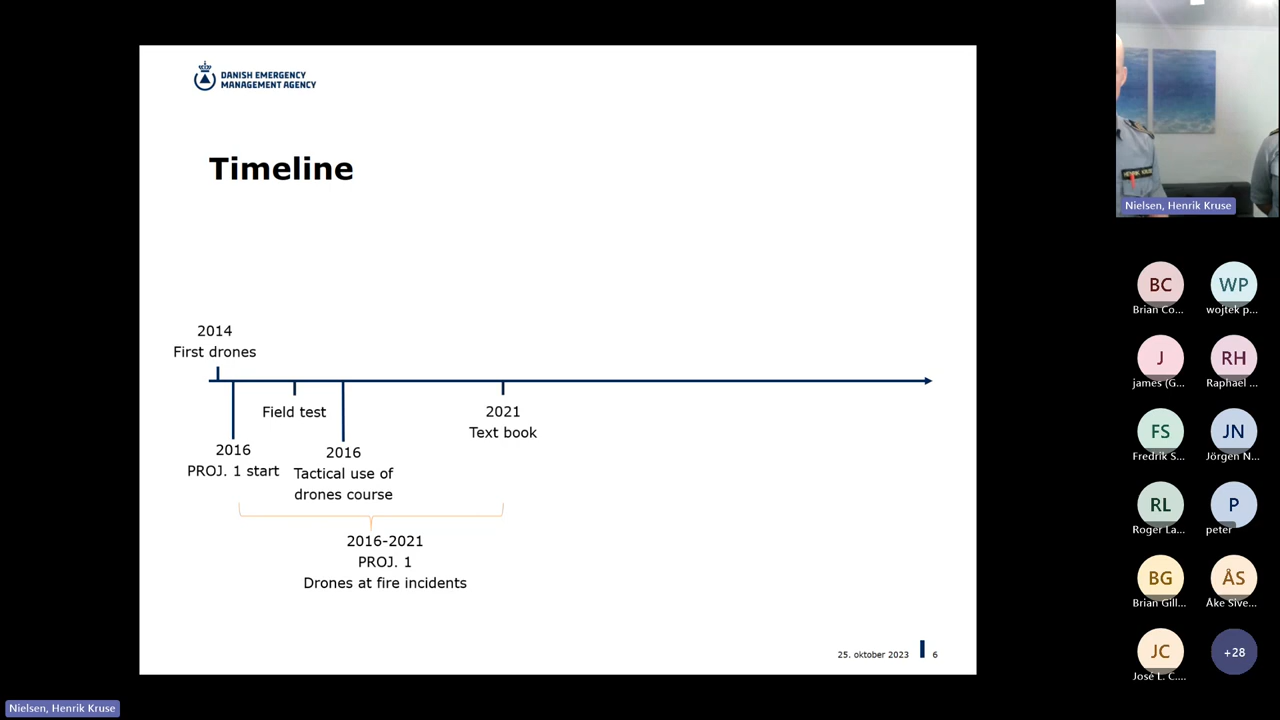 DANISH EMERGENCY
MANAGEMENT AGENCY
Timeline
2014
First drones
Field test
2021
Text book
2016
PROJ. 1 start
2016
Tactical use of
drones course
2016-2021
PROJ. 1
Drones at fire incidents
25. oktober 2023
6
HENRIK KRUSE
Nielsen, Henrik Kruse
BC
Brian Co...
WP
wojtek p...
J
james (G...
RH
Raphael ...
FS
Fredrik S...
JN
Jörgen N...
RL
Roger La...
P
peter
BG
Brian Gill...
ÅS
Åke Sive...
JC
José L. C....
+28
Nielsen, Henrik Kruse